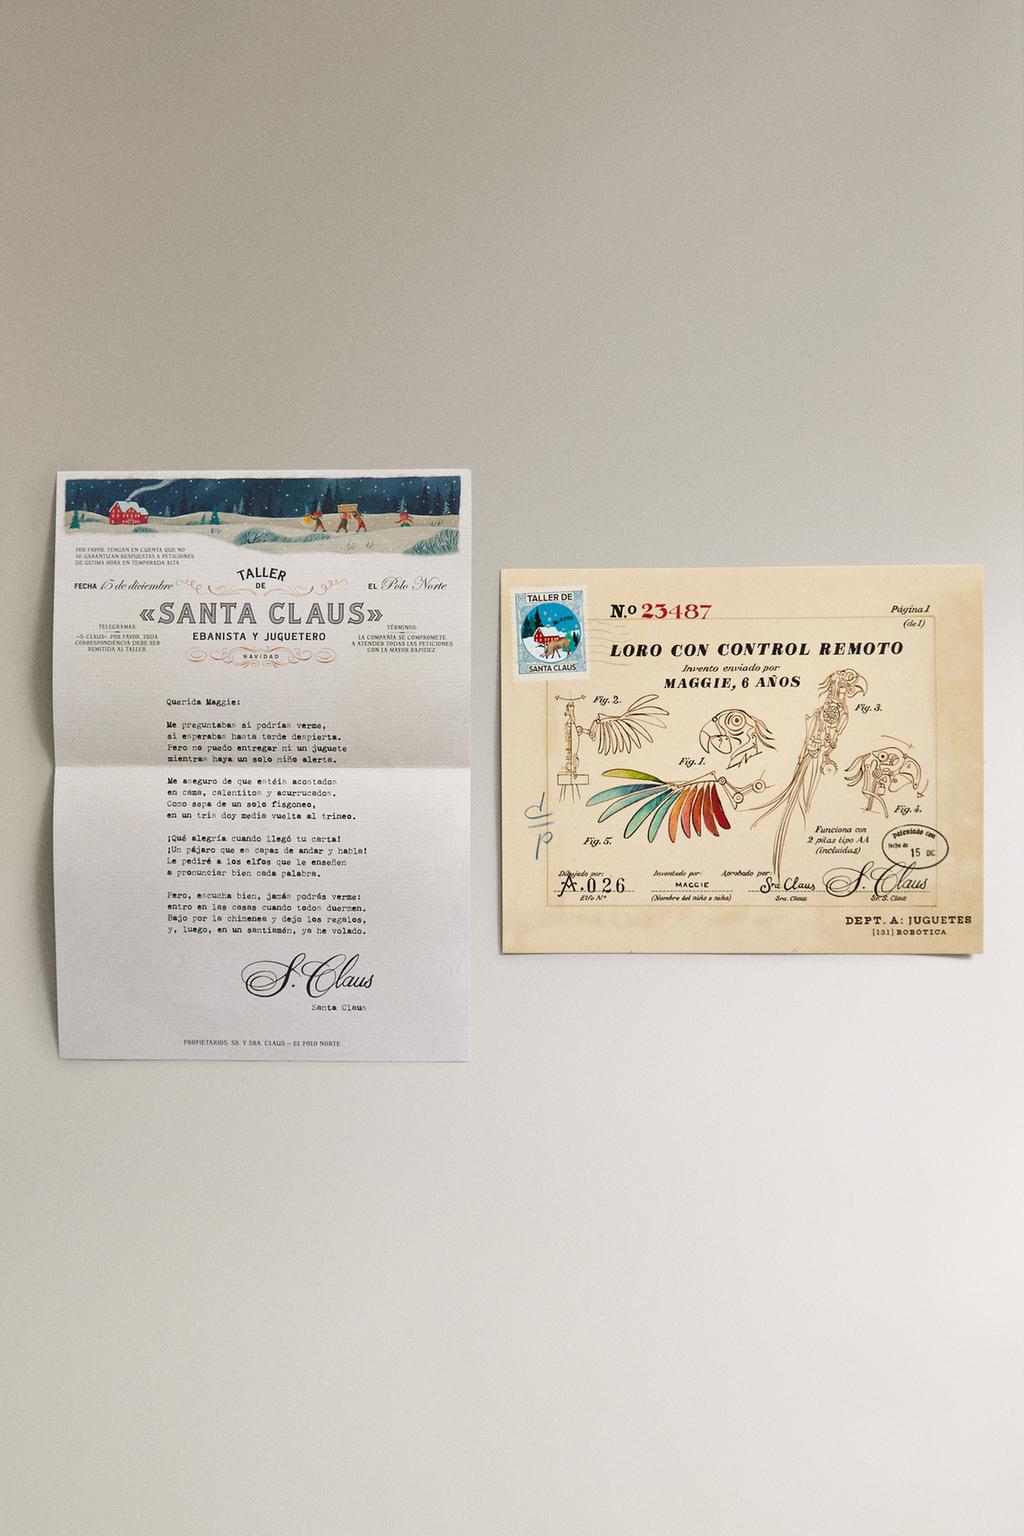 POR FAVOR, TENGAN EN CUENTA QUE NO
SE GARANTIZAN RESPUESTAS A PETICIONES
DE ÚLTIMA HORA EN TEMPORADA ALTA
FECHA 15 de diciembre
TALLER
DE
EL Polo Norte
«SANTA CLAUS»
EBANISTA Y JUGUETERO
NAVIDAD
TELEGRAMAS:
«S-CLAUS» POR FAVOR, TODA
CORRESPONDENCIA DEBE SER
REMITIDA AL TALLER.
TÉRMINOS:
LA COMPAÑÍA SE COMPROMETE
A ATENDER TODAS LAS PETICIONES
CON LA MAYOR RAPIDEZ
Querida Maggie:
Me preguntabas si podrías verme,
si esperabas hasta tarde despierta.
Pero no puedo entregar ni un juguete
mientras haya un solo niño alerta.
Me aseguro de que estéis acostados
en cama, calentitos y acurrucados.
Como sepa de un solo fisgoneo,
en un tris doy media vuelta al trineo.
¡Qué alegría cuando llegó tu carta!
¡Un pájaro que es capaz de andar y habla!
Le pediré a los elfos que le enseñen
a pronunciar bien cada palabra.
Pero, escucha bien, jamás podrás verme:
entro en las casas cuando todos duermen.
Bajo por la chimenea y dejo los regalos,
y, luego, en un santiamén, ya he volado.
S. Claus
Santa Claus
PROPIETARIOS: SR. Y SRA. CLAUS – EL POLO NORTE
TALLER DE
SANTA CLAUS
N.º 23487
Página 1
(de 1)
LORO CON CONTROL REMOTO
Invento enviado por
MAGGIE, 6 AÑOS
Fig. 2.
Fig. 3.
Fig. 1.
Fig. 4.
Fig. 5.
Funciona con
2 pilas tipo AA
(incluidas)
patentado con
fecha de 15 DIC
Dibujado por:
A.026
Elfo N.º
Inventado por:
MAGGIE
(Nombre del niño o niña)
Aprobado por:
Sra Claus
Sra. Claus
S. Claus
Sr. S. Claus
DEPT. A: JUGUETES
[131] ROBÓTICA